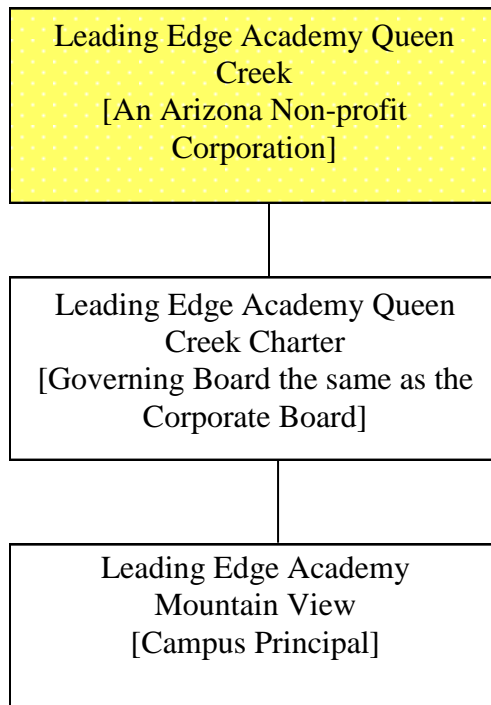 Leading Edge Academy Queen
Creek
[An Arizona Non-profit
Corporation]
Leading Edge Academy Queen
Creek Charter
[Governing Board the same as the
Corporate Board]
Leading Edge Academy
Mountain View
[Campus Principal]